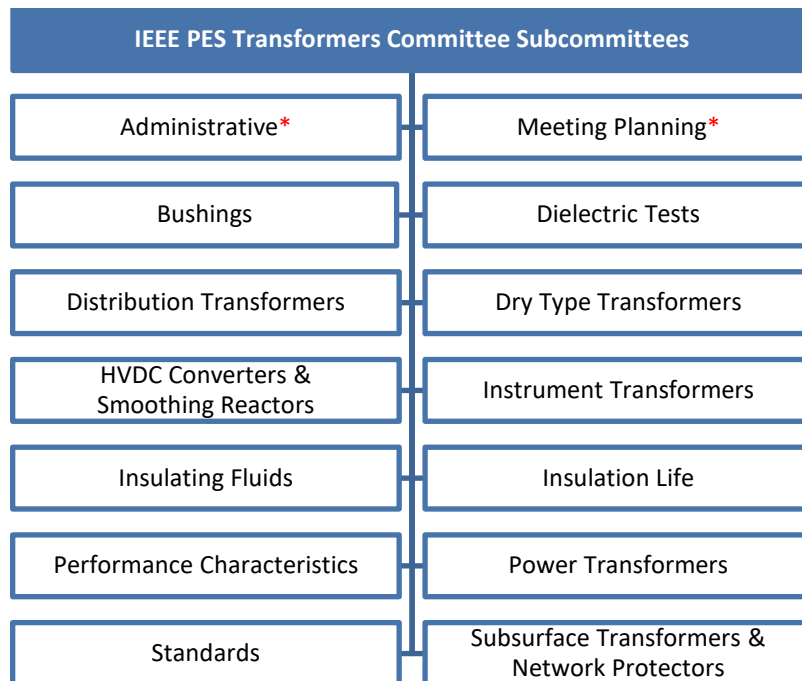 IEEE PES Transformers Committee Subcommittees
Administrative*
Meeting Planning*
Bushings
Dielectric Tests
Distribution Transformers
Dry Type Transformers
HVDC Converters &
Smoothing Reactors
Instrument Transformers
Insulating Fluids
Insulation Life
Performance Characteristics
Power Transformers
Standards
Subsurface Transformers &
Network Protectors